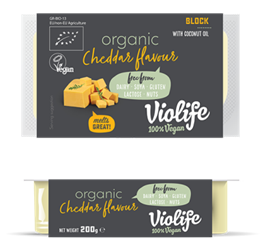 GR-BIO-13
EU/non-EU Agriculture
BLOCK
WITH COCONUT OIL
organic
Cheddar flavour
Vegan
free from
DAIRY · SOYA · GLUTEN
LACTOSE · NUTS
melts
GREAT!
Violife
100% Vegan
organic
Cheddar flavour
free from
DAIRY · SOYA · GLUTEN
LACTOSE · NUTS
Violife
NET WEIGHT 200g
100% Vegan